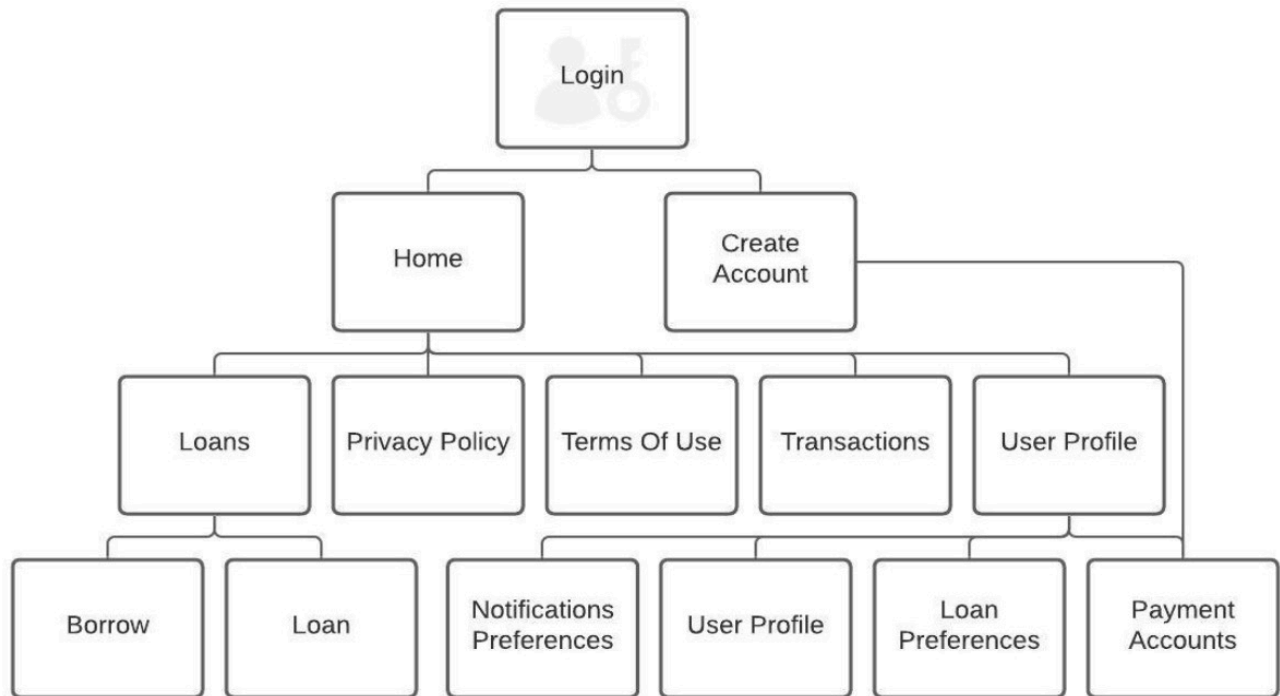 Login
Home
Create
Account
Loans
Privacy Policy
Terms Of Use
Transactions
User Profile
Borrow
Loan
Notifications
Preferences
User Profile
Loan
Preferences
Payment
Accounts